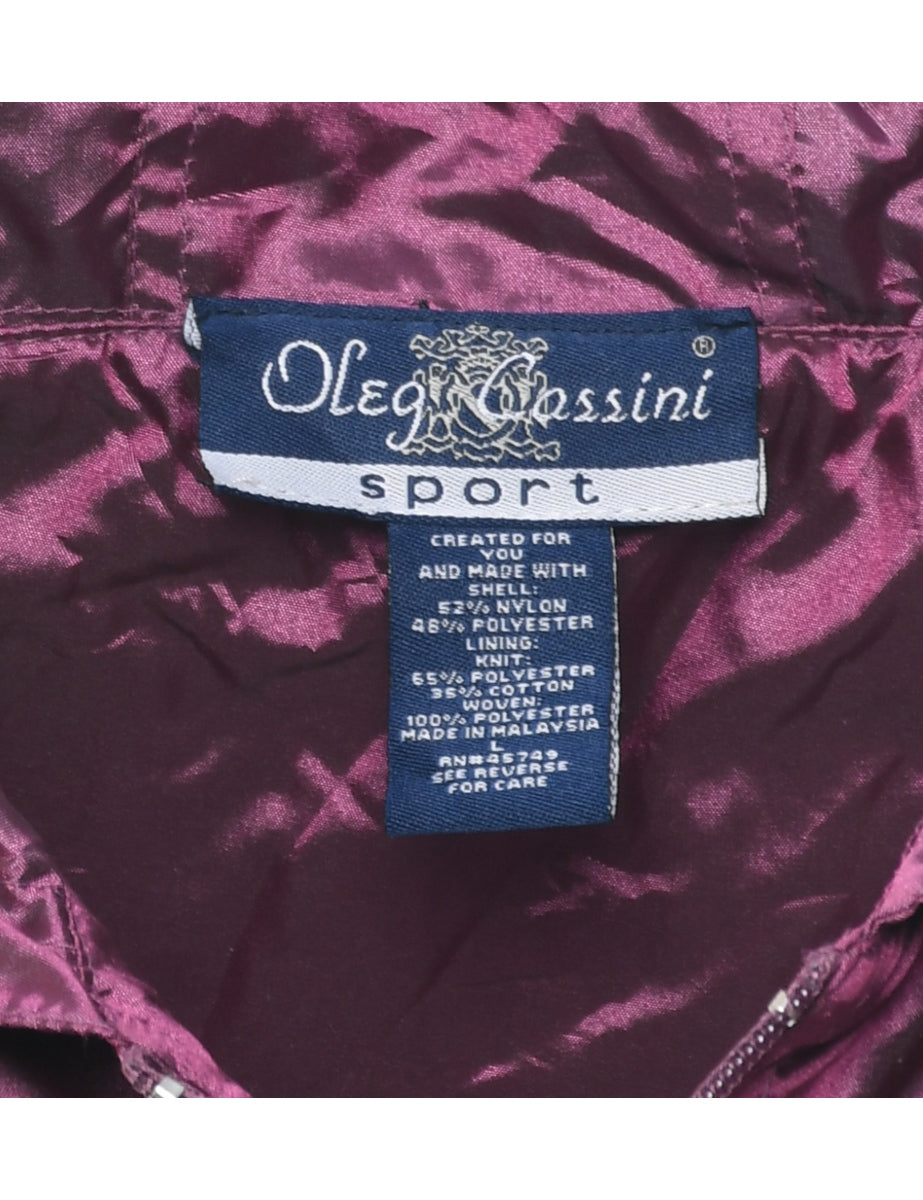 Oleg Cassini ®
sport
CREATED FOR
YOU
AND MADE WITH
SHELL:
52% NYLON
48% POLYESTER
LINING:
KNIT:
65% POLYESTER
35% COTTON
WOVEN:
100% POLYESTER
MADE IN MALAYSIA
L
RN#45749
SEE REVERSE
FOR CARE